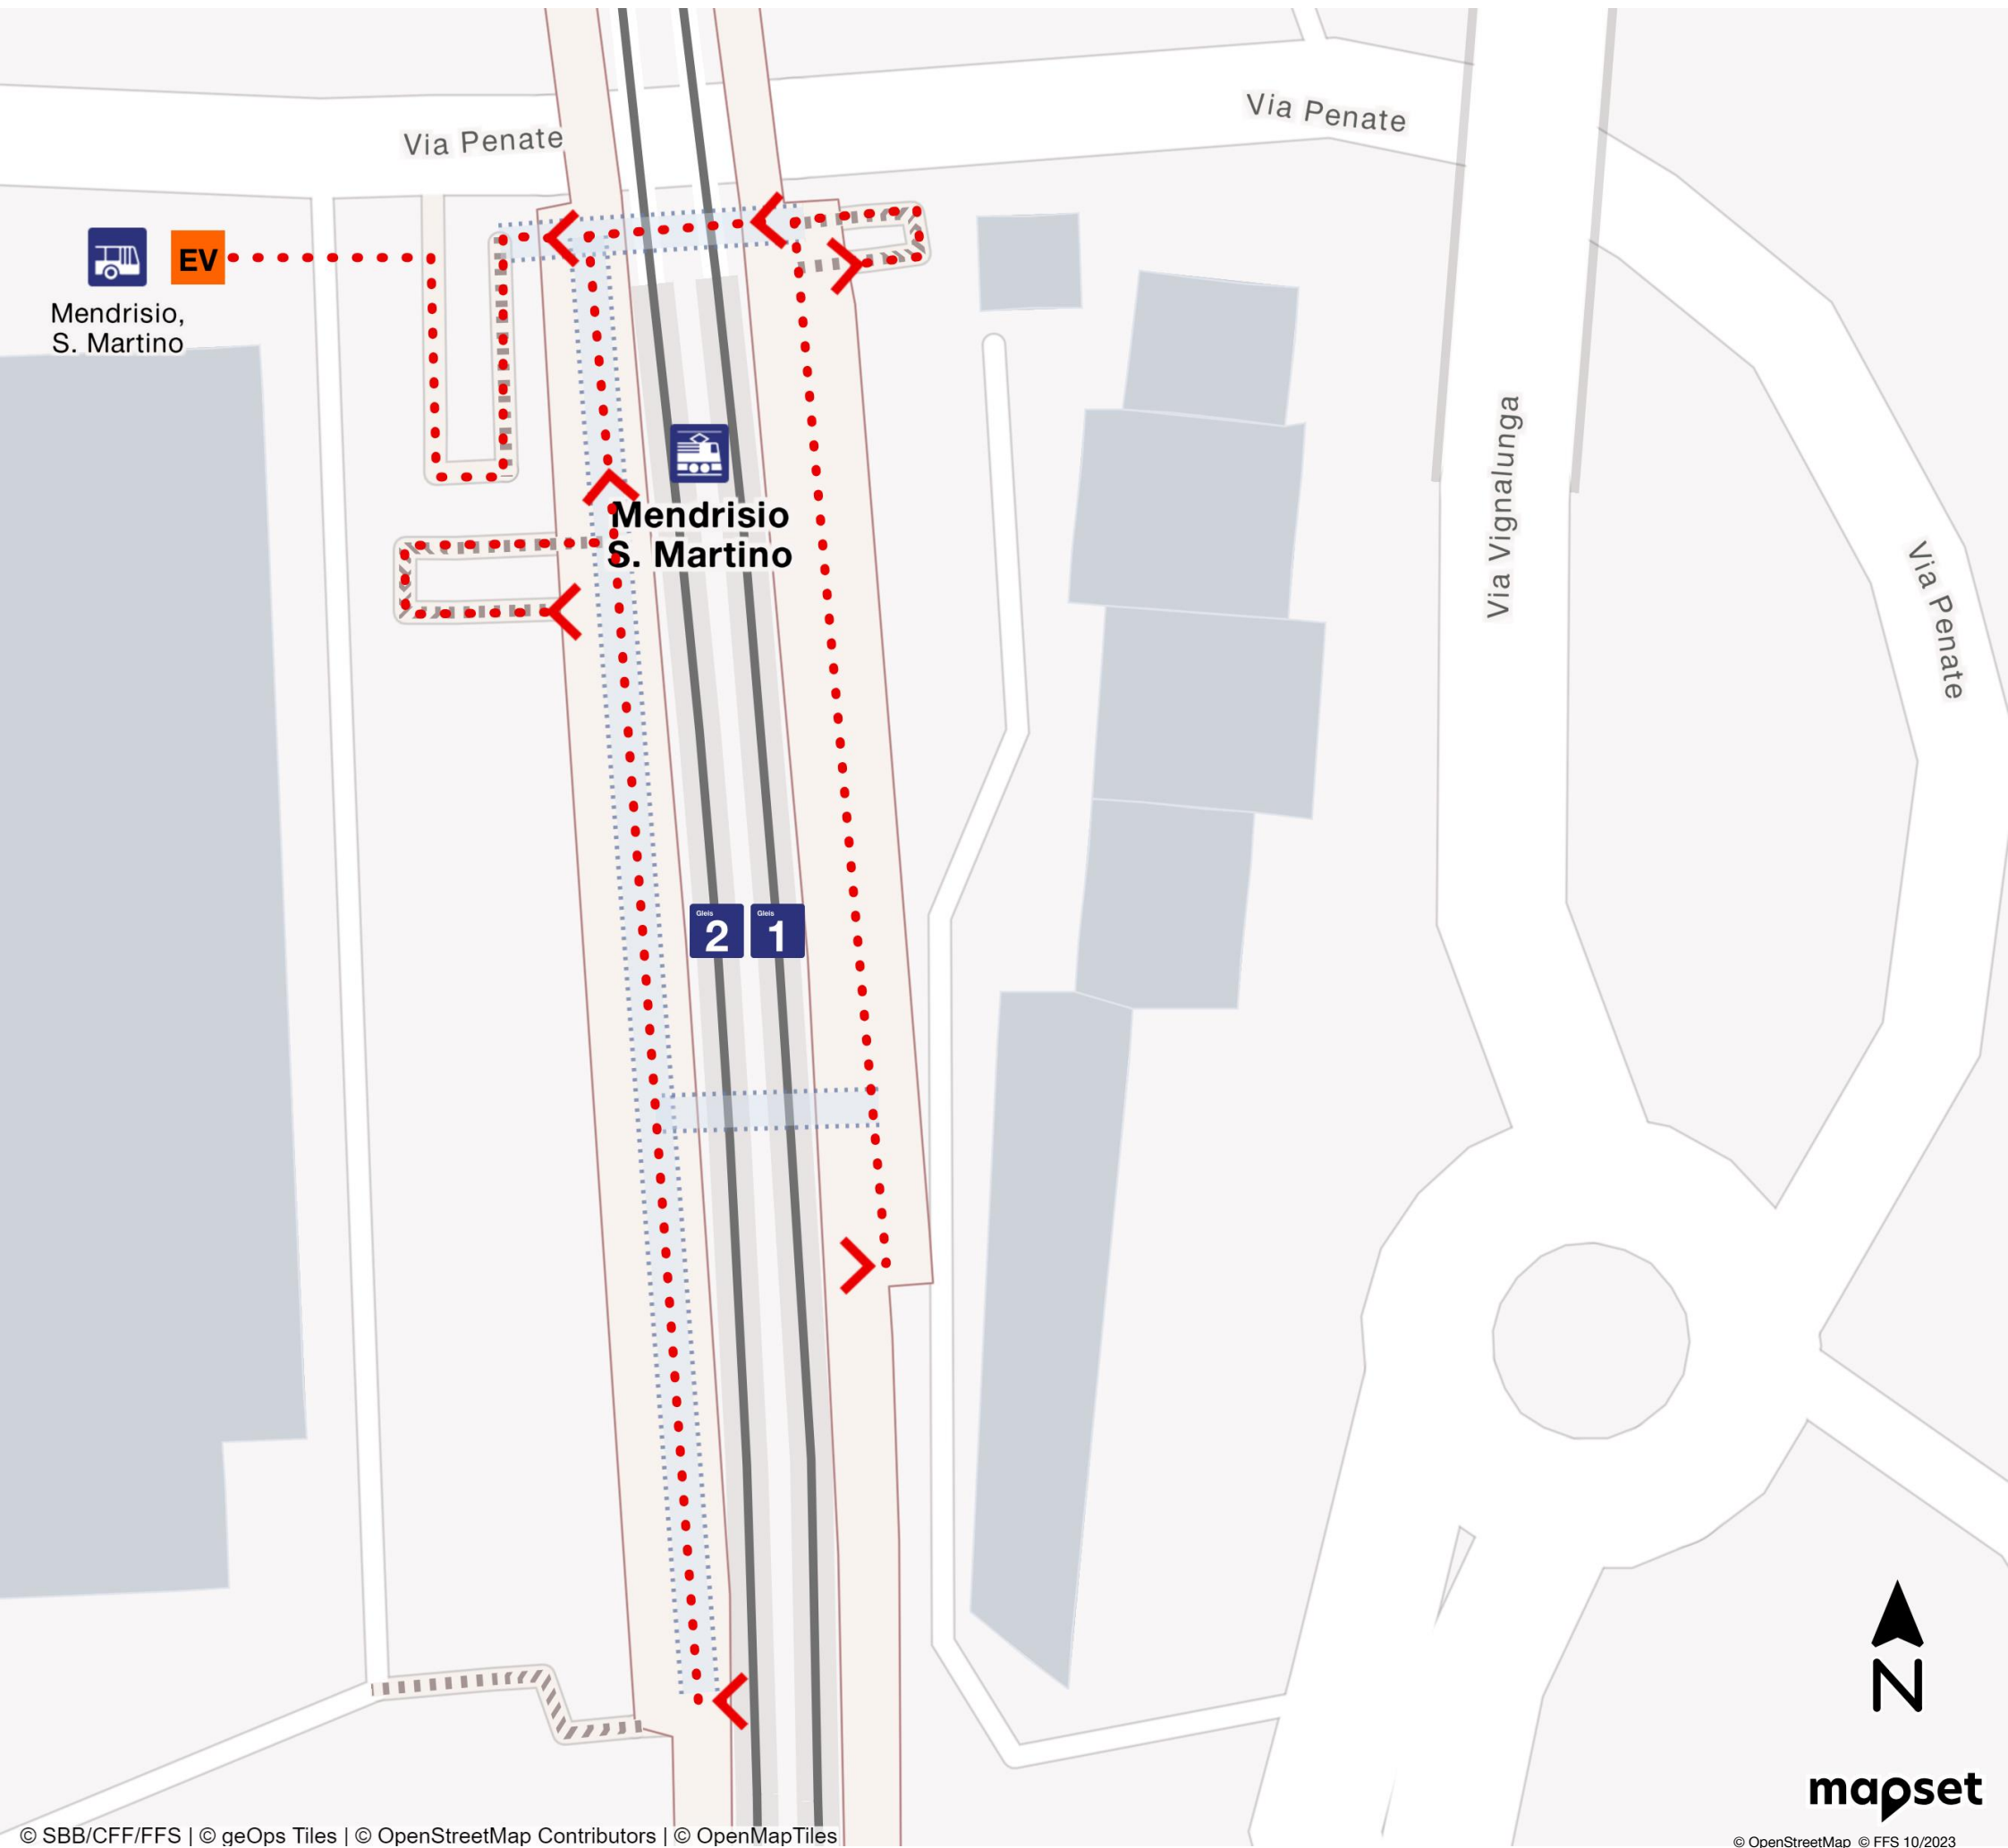 Via Penate
Via Penate
EV
Mendrisio,
S. Martino
Via Vignalunga
Mendrisio
S. Martino
Via Penate
Gleis
2
Gleis
1
N
mapset
© SBB/CFF/FFS | © geOps Tiles | © OpenStreetMap Contributors | © OpenMapTiles
© OpenStreetMap © FFS 10/2023